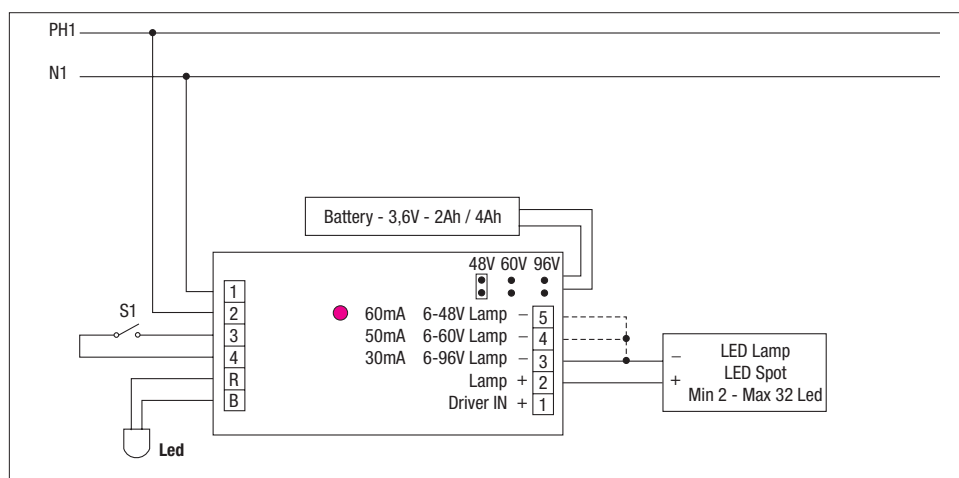 PH1
N1
Battery - 3,6V - 2Ah / 4Ah
48V 60V 96V
1
2
3
4
R
B
S1
Led
60mA 6-48V Lamp − 5
50mA 6-60V Lamp − 4
30mA 6-96V Lamp − 3
Lamp + 2
Driver IN + 1
− LED Lamp
LED Spot
+ Min 2 - Max 32 Led